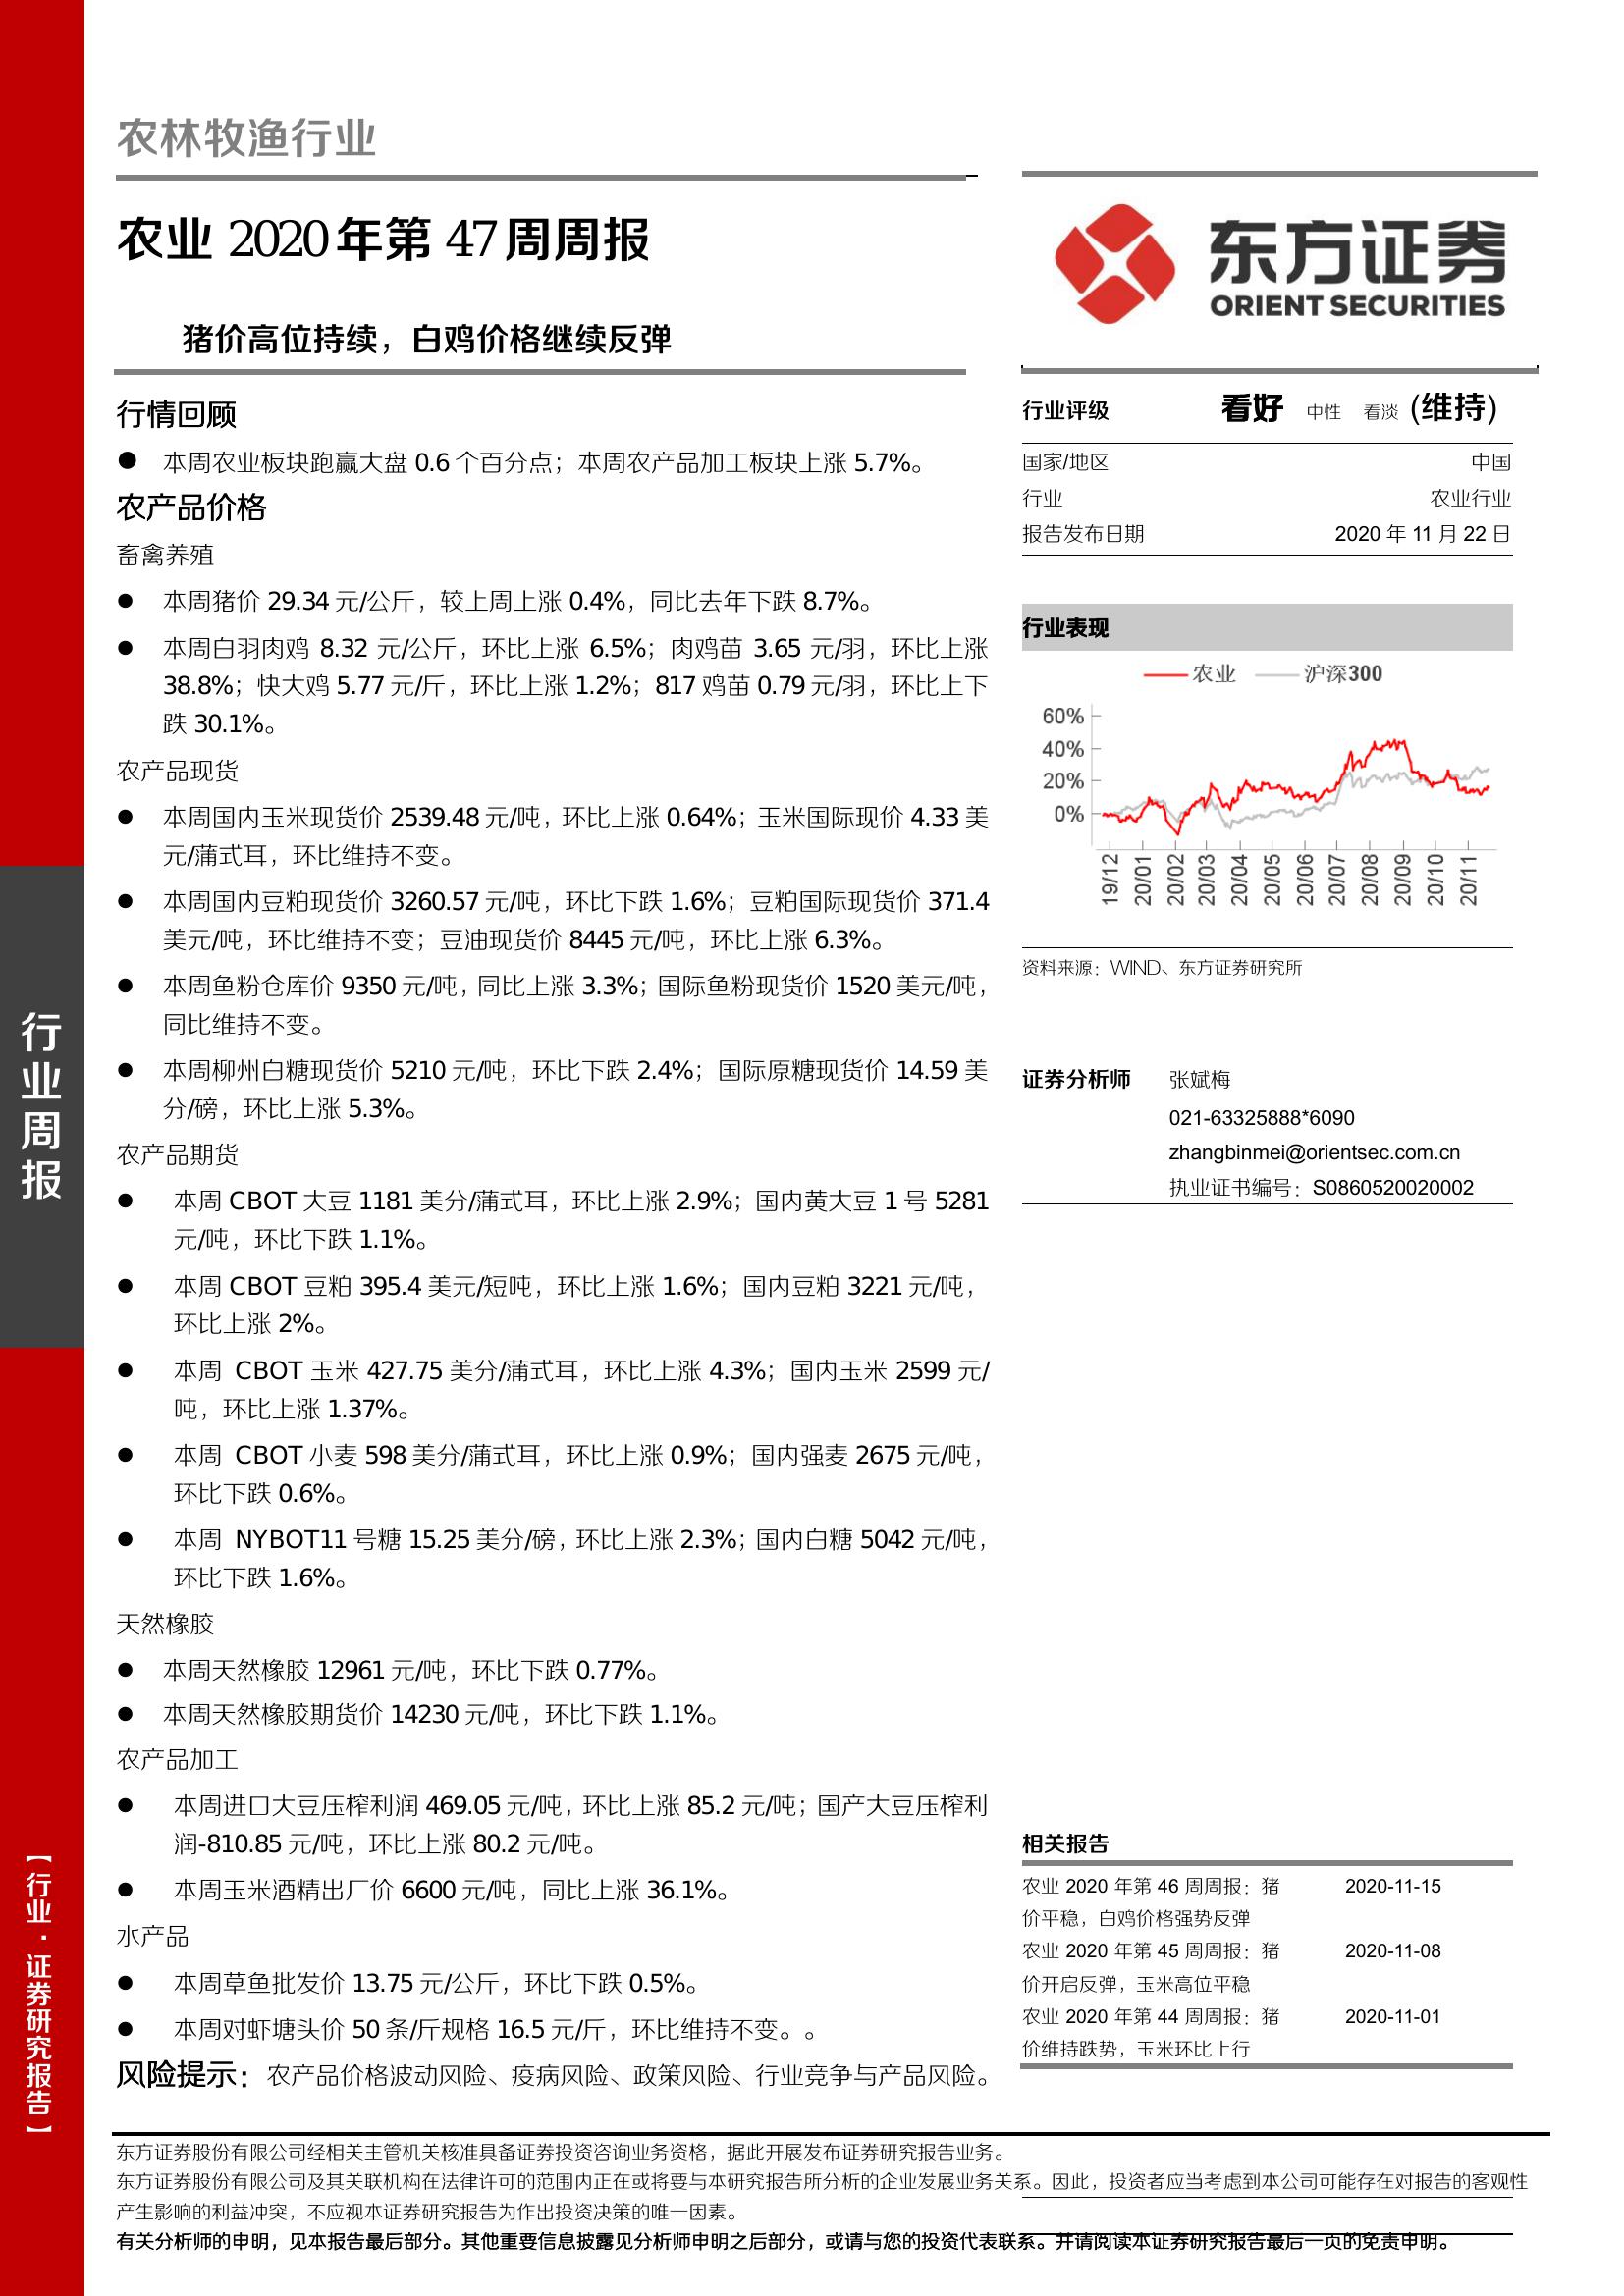 农林牧渔行业
农业 2020 年第 47 周周报
猪价高位持续，白鸡价格继续反弹
行情回顾
● 本周农业板块跑赢大盘 0.6 个百分点；本周农产品加工板块上涨 5.7%。
农产品价格
畜禽养殖
● 本周猪价 29.34 元/公斤，较上周上涨 0.4%，同比去年下跌 8.7%。
● 本周白羽肉鸡 8.32 元/公斤，环比上涨 6.5%；肉鸡苗 3.65 元/羽，环比上涨
38.8%；快大鸡 5.77 元/斤，环比上涨 1.2%；817 鸡苗 0.79 元/羽，环比上下
跌 30.1%。
农产品现货
● 本周国内玉米现货价 2539.48 元/吨，环比上涨 0.64%；玉米国际现价 4.33 美
元/蒲式耳，环比维持不变。
● 本周国内豆粕现货价 3260.57 元/吨，环比下跌 1.6%；豆粕国际现货价 371.4
美元/吨，环比维持不变；豆油现货价 8445 元/吨，环比上涨 6.3%。
● 本周鱼粉仓库价 9350 元/吨，同比上涨 3.3%；国际鱼粉现货价 1520 美元/吨，
同比维持不变。
● 本周柳州白糖现货价 5210 元/吨，环比下跌 2.4%；国际原糖现货价 14.59 美
分/磅，环比上涨 5.3%。
农产品期货
● 本周 CBOT 大豆 1181 美分/蒲式耳，环比上涨 2.9%；国内黄大豆 1 号 5281
元/吨，环比下跌 1.1%。
● 本周 CBOT 豆粕 395.4 美元/短吨，环比上涨 1.6%；国内豆粕 3221 元/吨，
环比上涨 2%。
● 本周 CBOT 玉米 427.75 美分/蒲式耳，环比上涨 4.3%；国内玉米 2599 元/
吨，环比上涨 1.37%。
● 本周 CBOT 小麦 598 美分/蒲式耳，环比上涨 0.9%；国内强麦 2675 元/吨，
环比下跌 0.6%。
● 本周 NYBOT11 号糖 15.25 美分/磅，环比上涨 2.3%；国内白糖 5042 元/吨，
环比下跌 1.6%。
天然橡胶
● 本周天然橡胶 12961 元/吨，环比下跌 0.77%。
● 本周天然橡胶期货价 14230 元/吨，环比下跌 1.1%。
农产品加工
● 本周进口大豆压榨利润 469.05 元/吨，环比上涨 85.2 元/吨；国产大豆压榨利
润-810.85 元/吨，环比上涨 80.2 元/吨。
● 本周玉米酒精出厂价 6600 元/吨，同比上涨 36.1%。
水产品
● 本周草鱼批发价 13.75 元/公斤，环比下跌 0.5%。
● 本周对虾塘头价 50 条/斤规格 16.5 元/斤，环比维持不变。。
风险提示：农产品价格波动风险、疫病风险、政策风险、行业竞争与产品风险。
东方证券
ORIENT SECURITIES
行业评级 看好 中性 看淡 (维持)
国家/地区 中国
行业 农业行业
报告发布日期 2020 年 11 月 22 日
行业表现
农业 沪深300
60%
40%
20%
0%
19/12 20/01 20/02 20/03 20/04 20/05 20/06 20/07 20/08 20/09 20/10 20/11
资料来源：WIND、东方证券研究所
证券分析师 张斌梅
021-63325888*6090
zhangbinmei@orientsec.com.cn
执业证书编号：S0860520020002
相关报告
农业 2020 年第 46 周周报：猪 2020-11-15
价平稳，白鸡价格强势反弹
农业 2020 年第 45 周周报：猪 2020-11-08
价开启反弹，玉米高位平稳
农业 2020 年第 44 周周报：猪 2020-11-01
价维持跌势，玉米环比上行
行业周报
【行业·证券研究报告】
东方证券股份有限公司经相关主管机关核准具备证券投资咨询业务资格，据此开展发布证券研究报告业务。
东方证券股份有限公司及其关联机构在法律许可的范围内正在或将要与本研究报告所分析的企业发展业务关系。因此，投资者应当考虑到本公司可能存在对报告的客观性
产生影响的利益冲突，不应视本证券研究报告为作出投资决策的唯一因素。
有关分析师的申明，见本报告最后部分。其他重要信息披露见分析师申明之后部分，或请与您的投资代表联系。并请阅读本证券研究报告最后一页的免责申明。